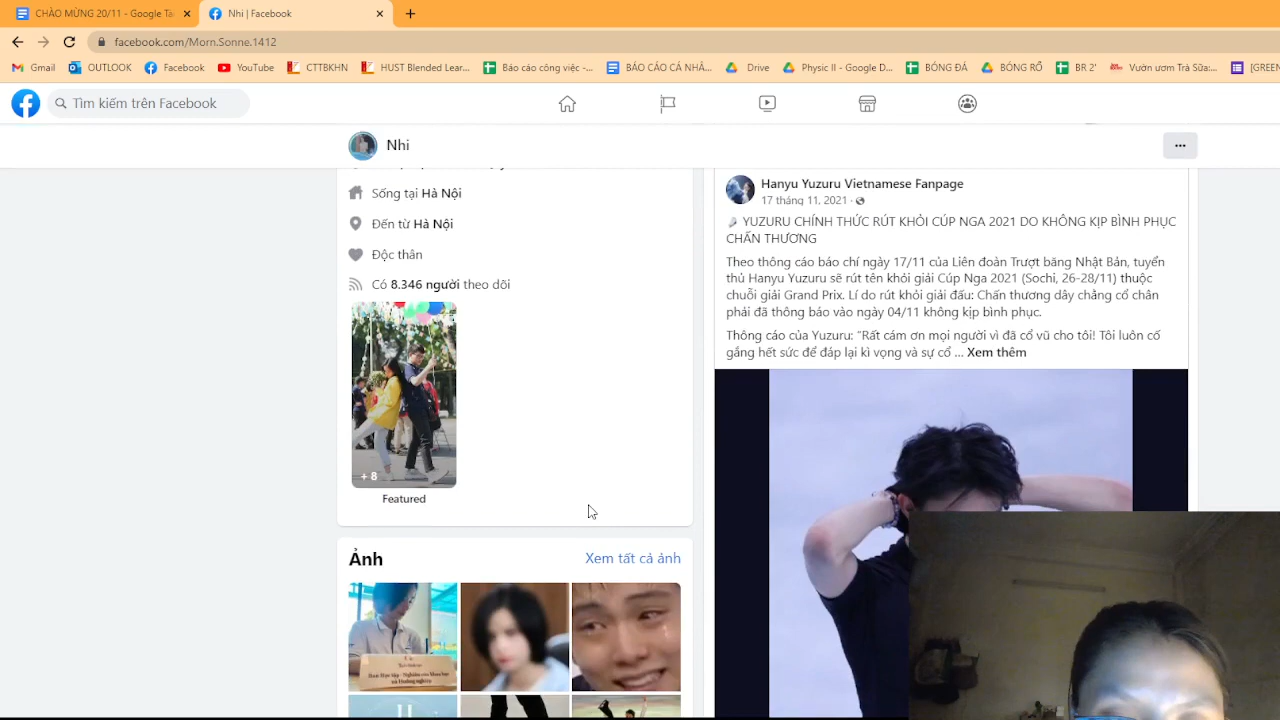 CHÀO MỪNG 20/11 - Google Tà
Nhi | Facebook
facebook.com/Morn.Sonne.1412
Gmail
OUTLOOK
Facebook
YouTube
CTTBKHN
HUST Blended Lear...
Báo cáo công việc -...
BÁO CÁO CÁ NHÂ...
Drive
Physic II - Google D...
BÓNG ĐÁ
BÓNG RỔ
BR 2'
Vườn ươm Trà Sữa:...
[GREEN
Tìm kiếm trên Facebook
Nhi
Sống tại Hà Nội
Đến từ Hà Nội
Độc thân
Có 8.346 người theo dõi
+ 8
Featured
Ảnh
Xem tất cả ảnh
Hanyu Yuzuru Vietnamese Fanpage
17 tháng 11, 2021 ·
YUZURU CHÍNH THỨC RÚT KHỎI CÚP NGA 2021 DO KHÔNG KỊP BÌNH PHỤC
CHẤN THƯƠNG
Theo thông cáo báo chí ngày 17/11 của Liên đoàn Trượt băng Nhật Bản, tuyển
thủ Hanyu Yuzuru sẽ rút tên khỏi giải Cúp Nga 2021 (Sochi, 26-28/11) thuộc
chuỗi giải Grand Prix. Lí do rút khỏi giải đấu: Chấn thương dây chằng cổ chân
phải đã thông báo vào ngày 04/11 không kịp bình phục.
Thông cáo của Yuzuru: "Rất cám ơn mọi người vì đã cổ vũ cho tôi! Tôi luôn cố
gắng hết sức để đáp lại kì vọng và sự cổ ... Xem thêm